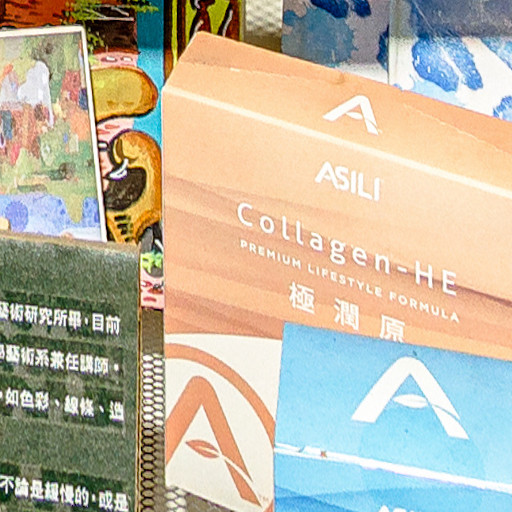 ASILI
Collagen-HE
PREMIUM LIFESTYLE FORMULA
極潤原
藝術研究所畢，目前
藝術系兼任講師。
，如色彩、線條、造
不論是緩慢的，或是